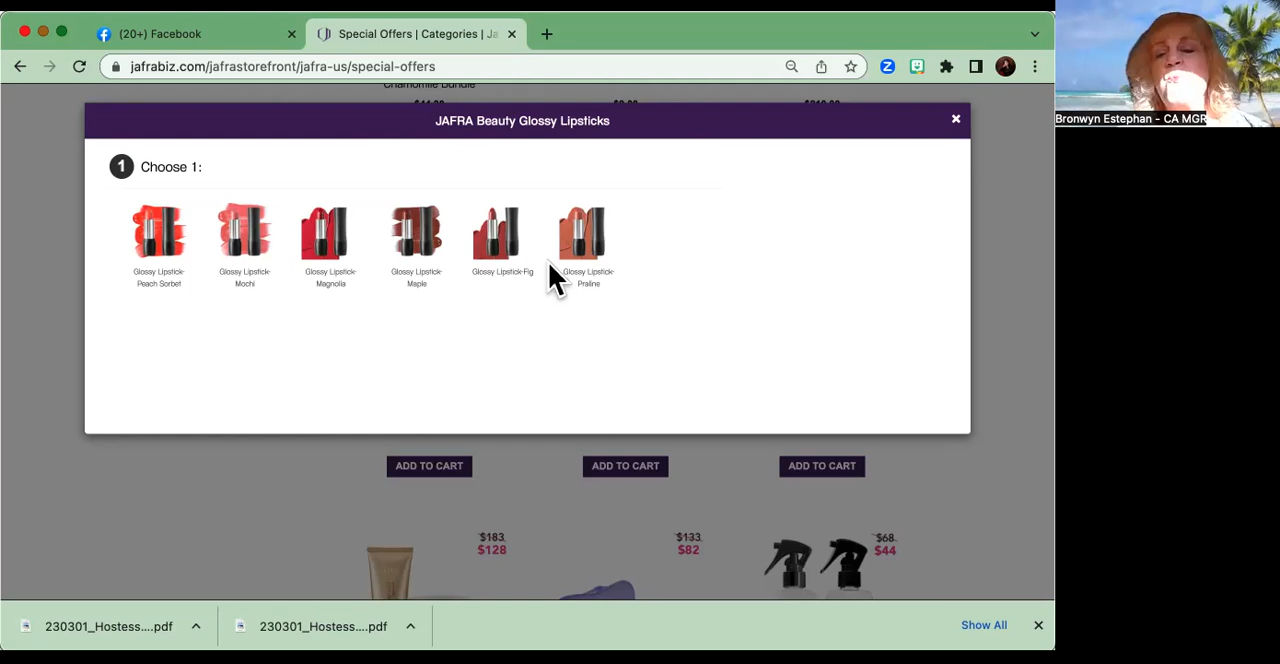 (20+) Facebook
Special Offers | Categories | Ja
jafrabiz.com/jafrastorefront/jafra-us/special-offers
Bronwyn Estephan - CA MGR
Chamomile Bundle
JAFRA Beauty Glossy Lipsticks
1 Choose 1:
Glossy Lipstick-
Peach Sorbet
Glossy Lipstick-
Mochi
Glossy Lipstick-
Magnolia
Glossy Lipstick-
Maple
Glossy Lipstick-Fig
Glossy Lipstick-
Praline
ADD TO CART
ADD TO CART
ADD TO CART
$183
$128
$133
$82
$68
$44
230301_Hostess....pdf
230301_Hostess....pdf
Show All